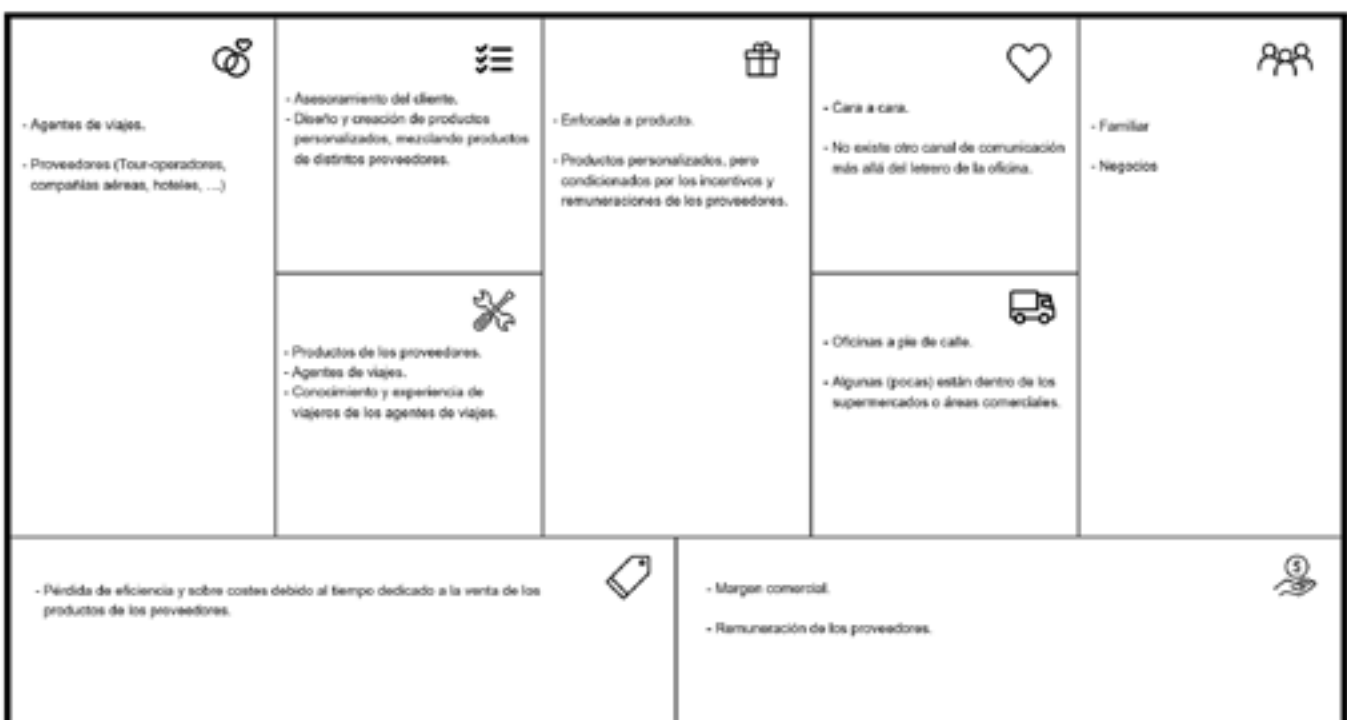 - Agentes de viajes.
- Proveedores (Tour-operadores,
compañías aéreas, hoteles, ...)
- Asesoramiento del cliente.
- Diseño y creación de productos
personalizados, mezclando productos
de distintos proveedores.
- Productos de los proveedores.
- Agentes de viajes.
- Conocimiento y experiencia de
viajeros de los agentes de viajes.
- Enfocada a producto.
- Productos personalizados, pero
condicionados por los incentivos y
remuneraciones de los proveedores.
- Cara a cara.
- No existe otro canal de comunicación
más allá del letrero de la oficina.
- Oficinas a pie de calle.
- Algunas (pocas) están dentro de los
supermercados o áreas comerciales.
- Familiar
- Negocios
- Pérdida de eficiencia y sobre costes debido al tiempo dedicado a la venta de los
productos de los proveedores.
- Margen comercial.
- Remuneración de los proveedores.